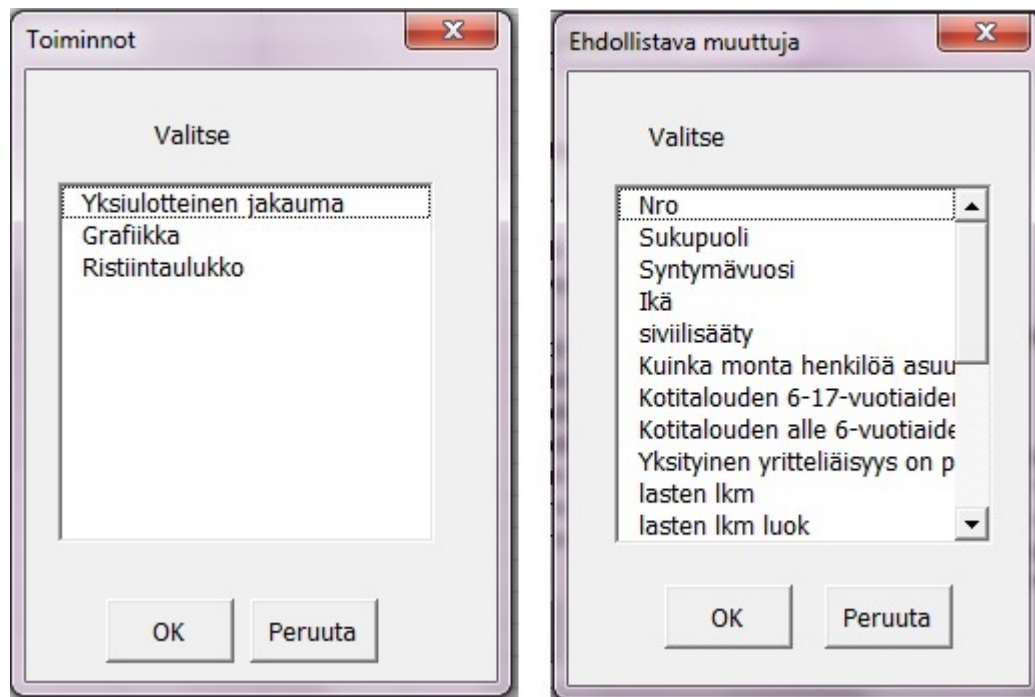 Toiminnot
Valitse
Yksiulotteinen jakauma
Grafiikka
Ristiintaulukko
OK
Peruuta
Ehdollistava muuttuja
Valitse
Nro
Sukupuoli
Syntymävuosi
Ikä
siviilisääty
Kuinka monta henkilöä asuu
Kotitalouden 6-17-vuotiaiden
Kotitalouden alle 6-vuotiaide
Yksityinen yritteliäisyys on p
lasten lkm
lasten lkm luok
OK
Peruuta